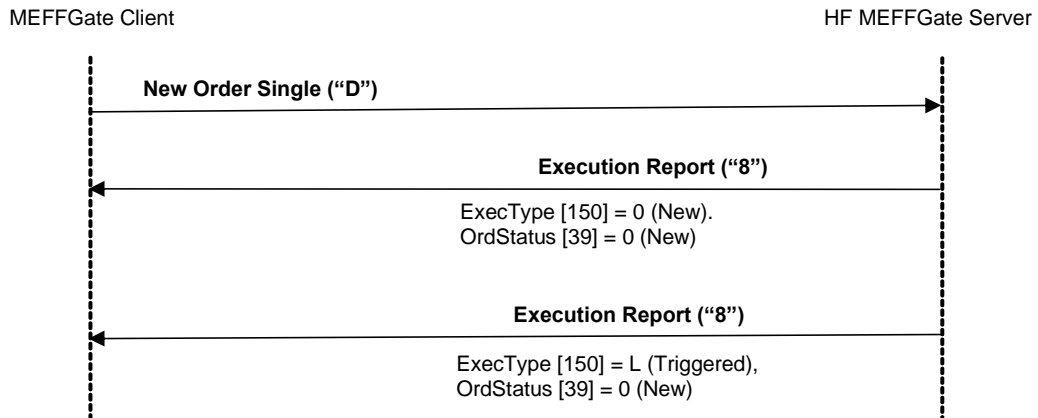 MEFFGate Client
HF MEFFGate Server
New Order Single (“D”)
Execution Report (“8”)
ExecType [150] = 0 (New).
OrdStatus [39] = 0 (New)
Execution Report (“8”)
ExecType [150] = L (Triggered),
OrdStatus [39] = 0 (New)